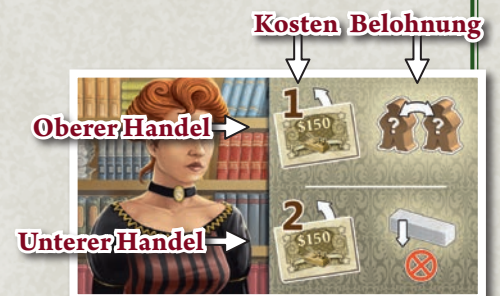 Kosten Belohnung
Oberer Handel
1
$150
? ?
Unterer Handel
2
$150